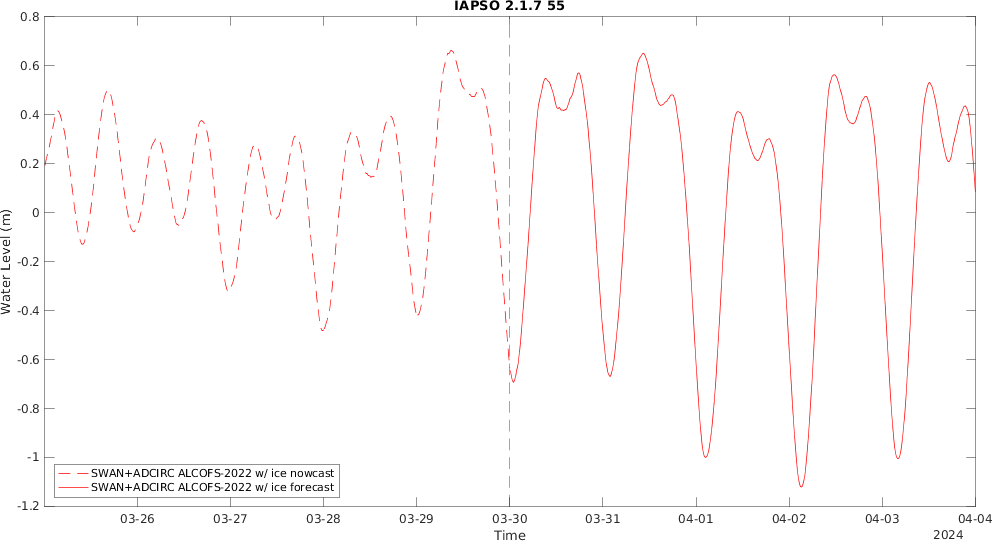 IAPSO 2.1.7 55
Water Level (m)
0.8
0.6
0.4
0.2
0
-0.2
-0.4
-0.6
-0.8
-1
-1.2
SWAN+ADCIRC ALCOFS-2022 w/ ice nowcast
SWAN+ADCIRC ALCOFS-2022 w/ ice forecast
03-26 03-27 03-28 03-29 03-30 03-31 04-01 04-02 04-03 04-04
Time
2024